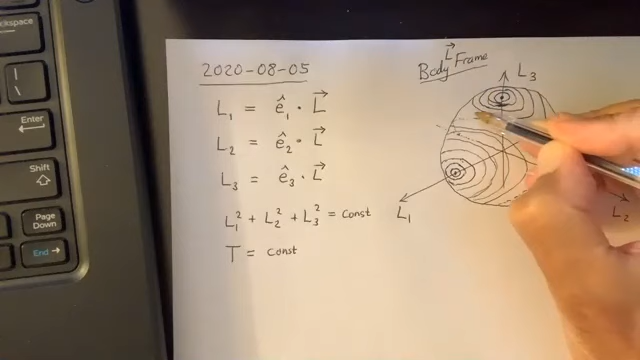 2020-08-05
L₁ = ê₁ · L⃗
L₂ = ê₂ · L⃗
L₃ = ê₃ · L⃗
L₁² + L₂² + L₃² = const
T = const
L⃗
Body Frame
L₃
L₁
L₂
Backspace
\
Enter
Shift
Page
Down
End